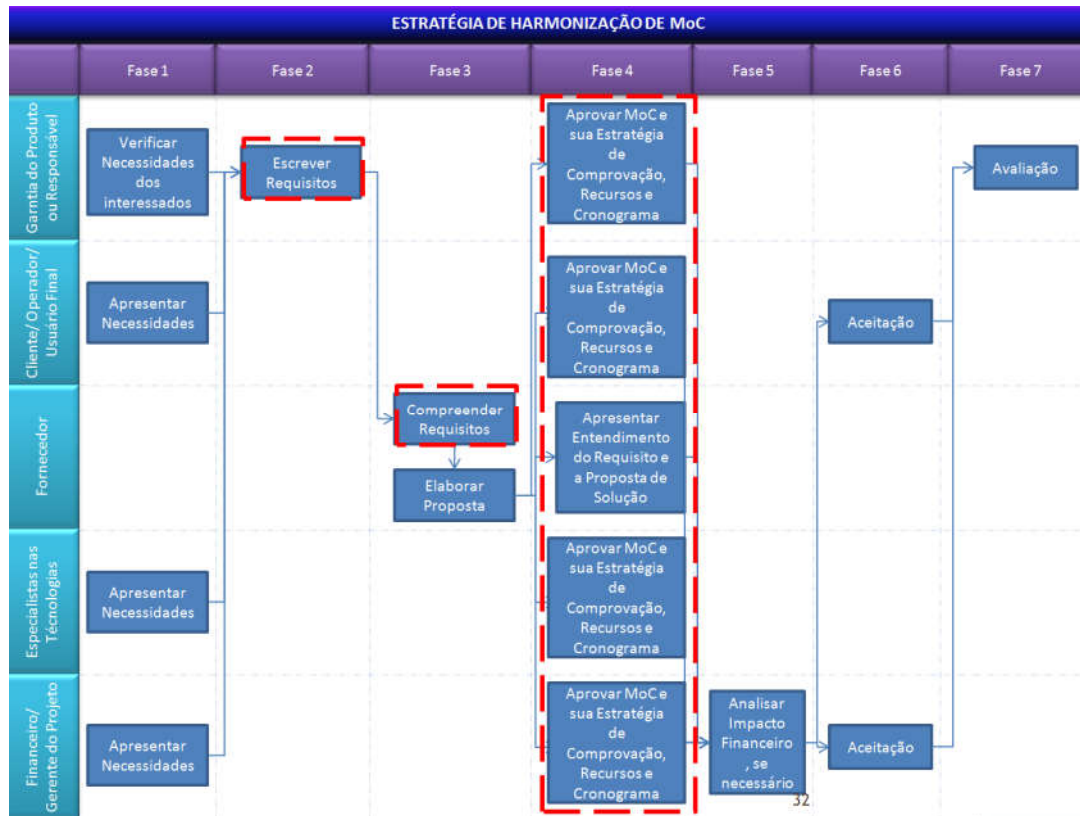 ESTRATÉGIA DE HARMONIZAÇÃO DE MoC
Fase 1
Fase 2
Fase 3
Fase 4
Fase 5
Fase 6
Fase 7
Garntia do Produto
ou Responsável
Verificar
Necessidades
dos
interessados
Escrever
Requisitos
Aprovar MoC e
sua Estratégia
de
Comprovação,
Recursos e
Cronograma
Avaliação
Cliente/ Operador/
Usuário Final
Apresentar
Necessidades
Aprovar MoC e
sua Estratégia
de
Comprovação,
Recursos e
Cronograma
Aceitação
Fornecedor
Compreender
Requisitos
Elaborar
Proposta
Apresentar
Entendimento
do Requisito e
a Proposta de
Solução
Especialistas nas
Técnologias
Apresentar
Necessidades
Aprovar MoC e
sua Estratégia
de
Comprovação,
Recursos e
Cronograma
Financeiro/
Gerente do Projeto
Apresentar
Necessidades
Aprovar MoC e
sua Estratégia
de
Comprovação,
Recursos e
Cronograma
Analisar
Impacto
Financeiro
, se
necessário
Aceitação
32